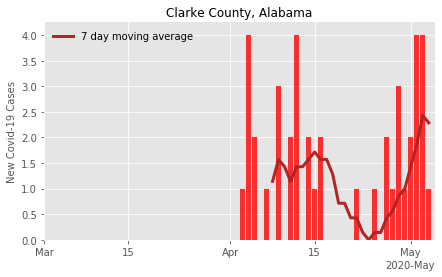 Clarke County, Alabama
7 day moving average
New Covid-19 Cases
4.0
3.5
3.0
2.5
2.0
1.5
1.0
0.5
0.0
Mar 15 Apr 15 May
2020-May